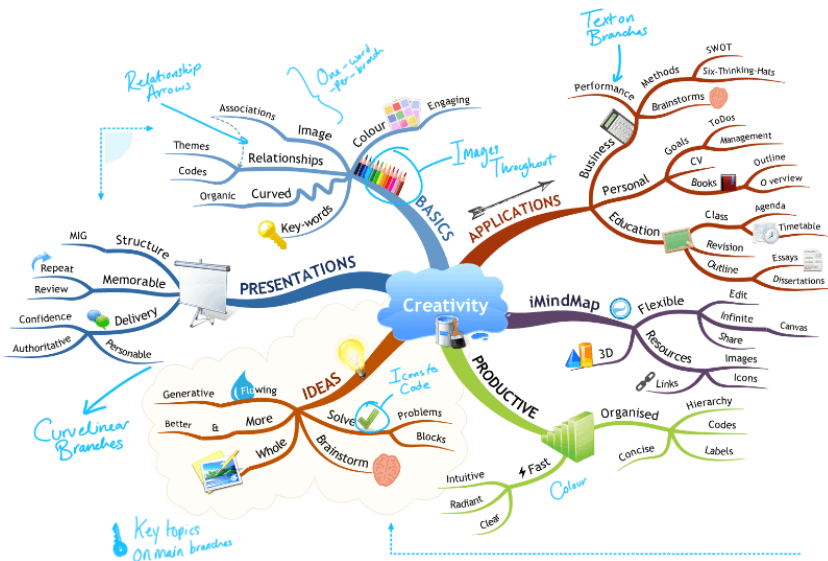 Creativity
BASICS
Colour
Engaging
Image
Associations
Relationships
Themes
Codes
Curved
Organic
Key-words
APPLICATIONS
Business
Performance
Methods
SWOT
Six-Thinking-Hats
Brainstorms
Personal
Goals
ToDos
Management
CV
Books
Outline
Overview
Education
Class
Agenda
Timetable
Revision
Outline
Essays
Dissertations
iMindMap
Flexible
Edit
Infinite
Canvas
Share
Resources
Images
Icons
Links
3D
PRODUCTIVE
Organised
Hierarchy
Codes
Labels
Concise
Fast
Intuitive
Radiant
Clear
IDEAS
Flowing
Generative
More
&
Better
Whole
Solve
Problems
Blocks
Brainstorm
PRESENTATIONS
Structure
MIG
Memorable
Repeat
Review
Delivery
Confidence
Authoritative
Personable
Relationship
Arrows
One-word
-per-branch
Images
Throughout
Text on
Branches
Icons to
Code
Colour
Curvelinear
Branches
Key topics
on main branches